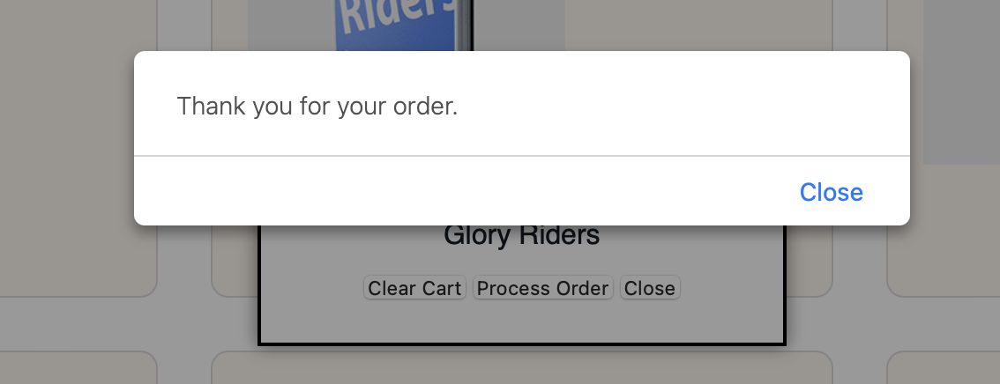 Riders
Thank you for your order.
Close
Glory Riders
Clear Cart Process Order Close